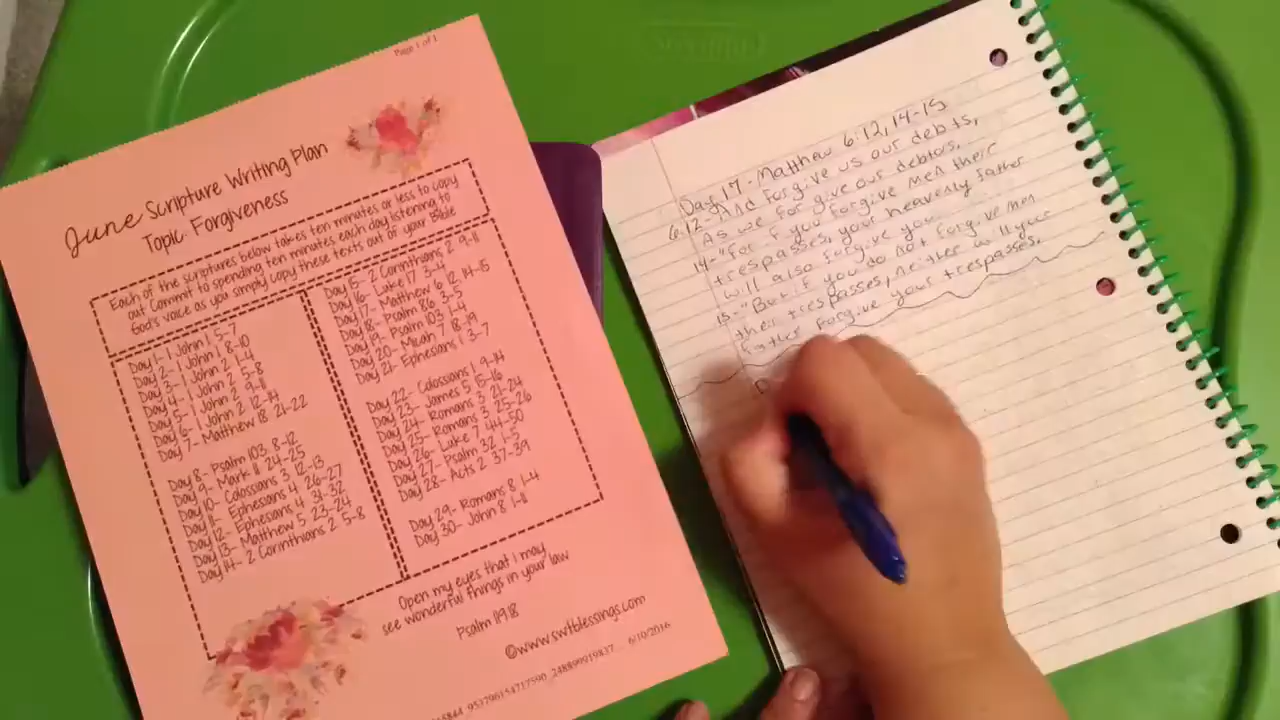 Page 1 of 1
June Scripture Writing Plan
Topic: Forgiveness
Each of the scriptures below takes ten minutes or less to copy
out. Commit to spending ten minutes each day listening to
God's voice as you simply copy these texts out of your Bible
Day 1- 1 John 1 5-7
Day 2- 1 John 1 8-10
Day 3- 1 John 2 1-4
Day 4- 1 John 2 5-8
Day 5- 1 John 2 9-11
Day 6- 1 John 2 12-14
Day 7- Matthew 18 21-22
Day 8- Psalm 103 8-12
Day 9- Mark 11 24-25
Day 10- Colossians 3 12-13
Day 11- Ephesians 4 26-27
Day 12- Ephesians 4 31-32
Day 13- Matthew 5 23-24
Day 14- 2 Corinthians 2 5-8
Day 15- 2 Corinthians 2 9-11
Day 16- Luke 17 3-4
Day 17- Matthew 6 12, 14-15
Day 18- Psalm 86 3-5
Day 19- Psalm 103 1-4
Day 20- Micah 7 18-19
Day 21- Ephesians 1 3-7
Day 22- Colossians 1 9-14
Day 23- James 5 15-16
Day 24- Romans 3 21-24
Day 25- Romans 3 25-26
Day 26- Luke 7 44-50
Day 27- Psalm 32 1-5
Day 28- Acts 2 37-39
Day 29- Romans 8 1-4
Day 30- John 8 1-11
Open my eyes that I may
see wonderful things in your law
Psalm 119:18
©www.swtblessings.com
953796154717590_248899919837... 6/10/2016
Day 17 - Matthew 6:12, 14-15
6:12 And forgive us our debts,
As we forgive our debtors.
14-"For if you forgive men their
trespasses, your heavenly father
will also forgive you.
15-"But if you do not forgive men
their trespasses, neither will your
father forgive your trespasses.